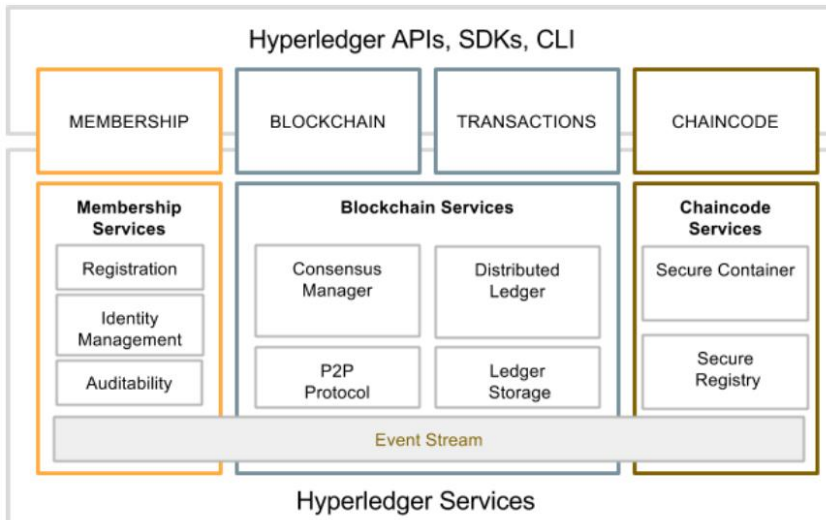 Hyperledger APIs, SDKs, CLI
MEMBERSHIP
BLOCKCHAIN
TRANSACTIONS
CHAINCODE
Membership
Services
Registration
Identity
Management
Auditability
Blockchain Services
Consensus
Manager
Distributed
Ledger
P2P
Protocol
Ledger
Storage
Chaincode
Services
Secure Container
Secure
Registry
Event Stream
Hyperledger Services